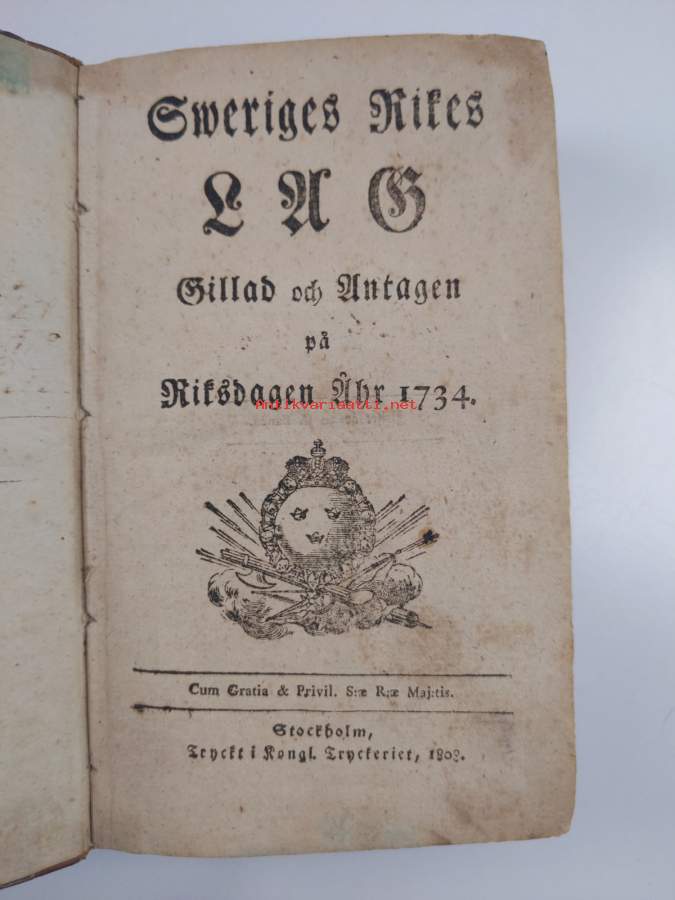 Sweriges Rikes
LAG
Gillad och Antagen
på
Riksdagen Åhr 1734.
Antikvariaatti.net
Cum Gratia & Privil. S:æ R:æ Maj:tis.
Stockholm,
Tryckt i Kongl. Tryckeriet,